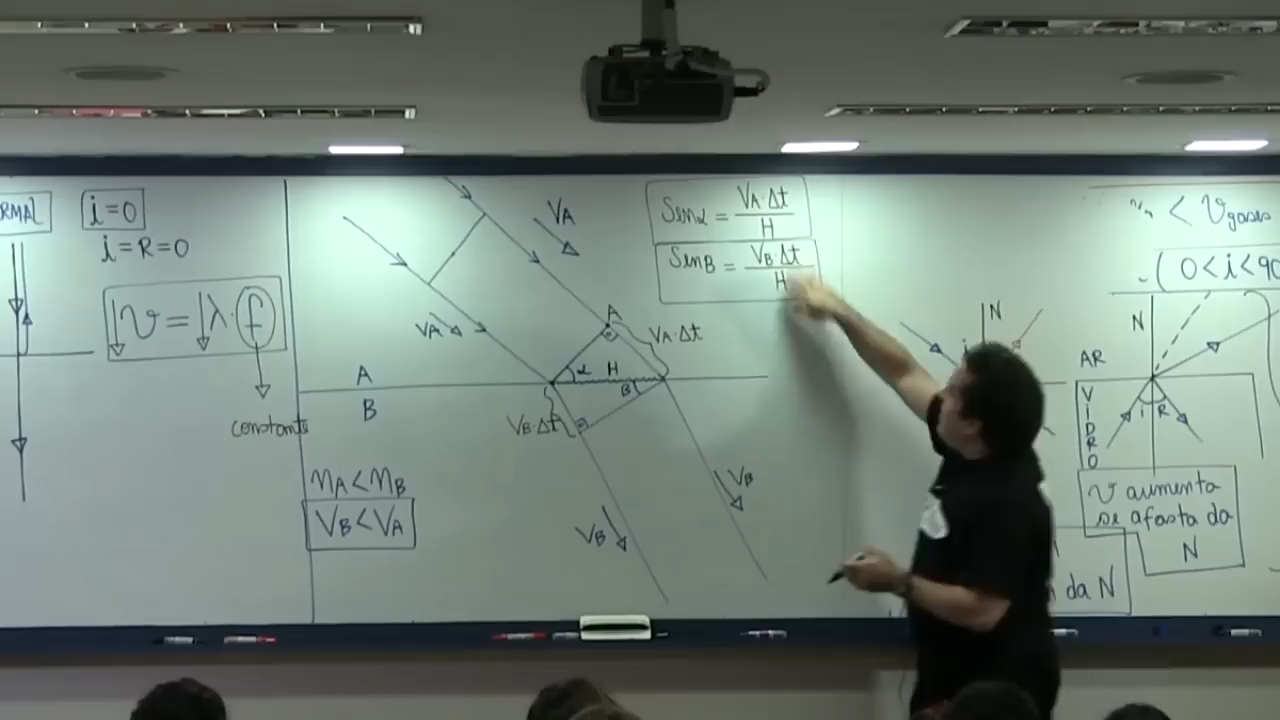 RMAL
i=0
i=R=0
V=λ.f
constante
VA
VA
A
B
A
VA·Δt
α
H
B
VB·Δt
VB
VB
nA<nB
VB<VA
Senα = VA·Δt / H
SenB = VB·Δt / H
N
< Vgases
(0<i<90
N
AR
VIDRO
i
R
V aumenta
se afasta da
N
da N